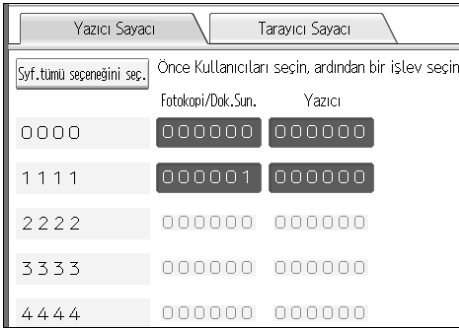 Yazıcı Sayacı Tarayıcı Sayacı
Syf.tümü seçeneğini seç. Önce Kullanıcıları seçin, ardından bir işlev seçin
Fotokopi/Dok.Sun. Yazıcı
0000 000000 000000
1111 000001 000000
2222 000000 000000
3333 000000 000000
4444 000000 000000